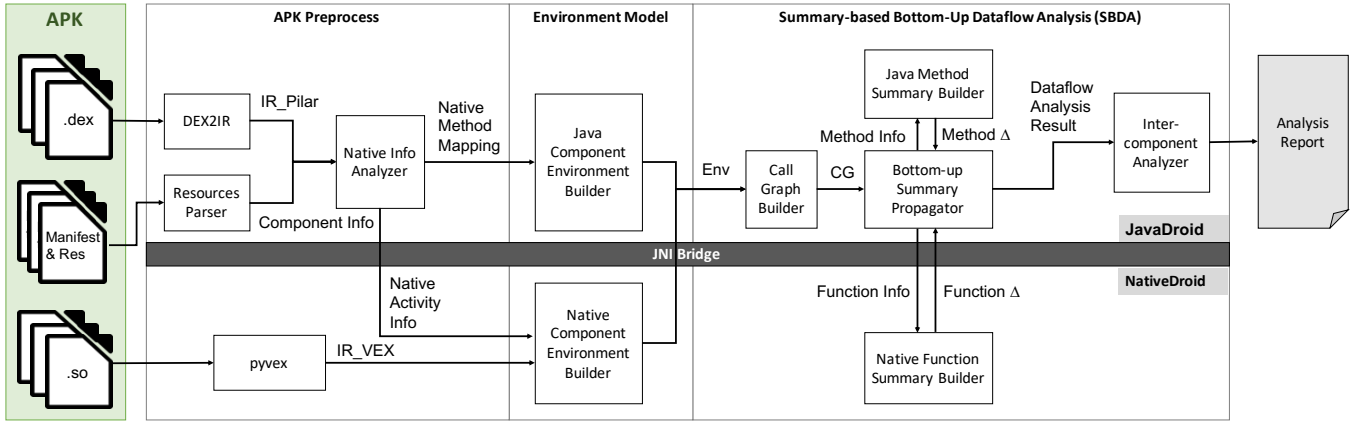 APK
APK Preprocess
Environment Model
Summary-based Bottom-Up Dataflow Analysis (SBDA)
.dex
Manifest
& Res
.so
DEX2IR
IR_Pilar
Resources
Parser
Component Info
Native Info
Analyzer
Native
Method
Mapping
Java
Component
Environment
Builder
Env
Call
Graph
Builder
CG
Java Method
Summary Builder
Method Info
Method Δ
Bottom-up
Summary
Propagator
Dataflow
Analysis
Result
Inter-
component
Analyzer
Analysis
Report
JavaDroid
JNI Bridge
NativeDroid
Native
Activity
Info
pyvex
IR_VEX
Native
Component
Environment
Builder
Function Info
Function Δ
Native Function
Summary Builder